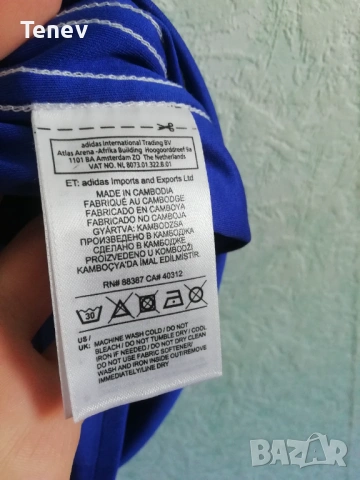 Tenev
adidas International Trading BV
Atlas Arena -Afrika Building Hoogoorddreef 9a
1101 BA Amsterdam ZO The Netherlands
VAT NO. NL 8073.01.322.B.01
ET: adidas Imports and Exports Ltd
MADE IN CAMBODIA
FABRIQUÉ AU CAMBODGE
FABRICADO EN CAMBOYA
FABRICADO NO CAMBOJA
GYÁRTVA: KAMBODZSA
ПРОИЗВЕДЕНО В КАМБОДЖА
СДЕЛАНО В КАМБОДЖЕ
PROIZVEDENO U KAMBODŽI
KAMBOÇYA'DA İMAL EDİLMİŞTİR.
RN# 88387 CA# 40312
30
US / UK: MACHINE WASH COLD / DO NOT
BLEACH / DO NOT TUMBLE DRY / COOL
IRON IF NEEDED / DO NOT DRY CLEAN
DO NOT USE FABRIC SOFTENER/
WASH AND IRON INSIDE OUT/REMOVE
IMMEDIATELY/LINE DRY
BAZAR